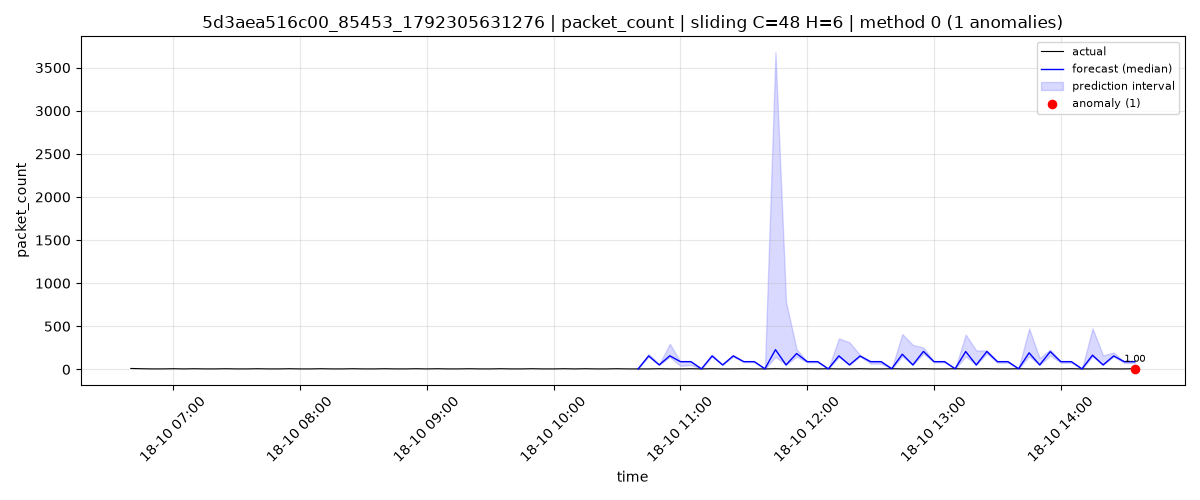 5d3aea516c00_85453_1792305631276 | packet_count | sliding C=48 H=6 | method 0 (1 anomalies)
actual
forecast (median)
prediction interval
anomaly (1)
packet_count
3500
3000
2500
2000
1500
1000
500
0
1.00
18-10 07:00
18-10 08:00
18-10 09:00
18-10 10:00
18-10 11:00
18-10 12:00
18-10 13:00
18-10 14:00
time